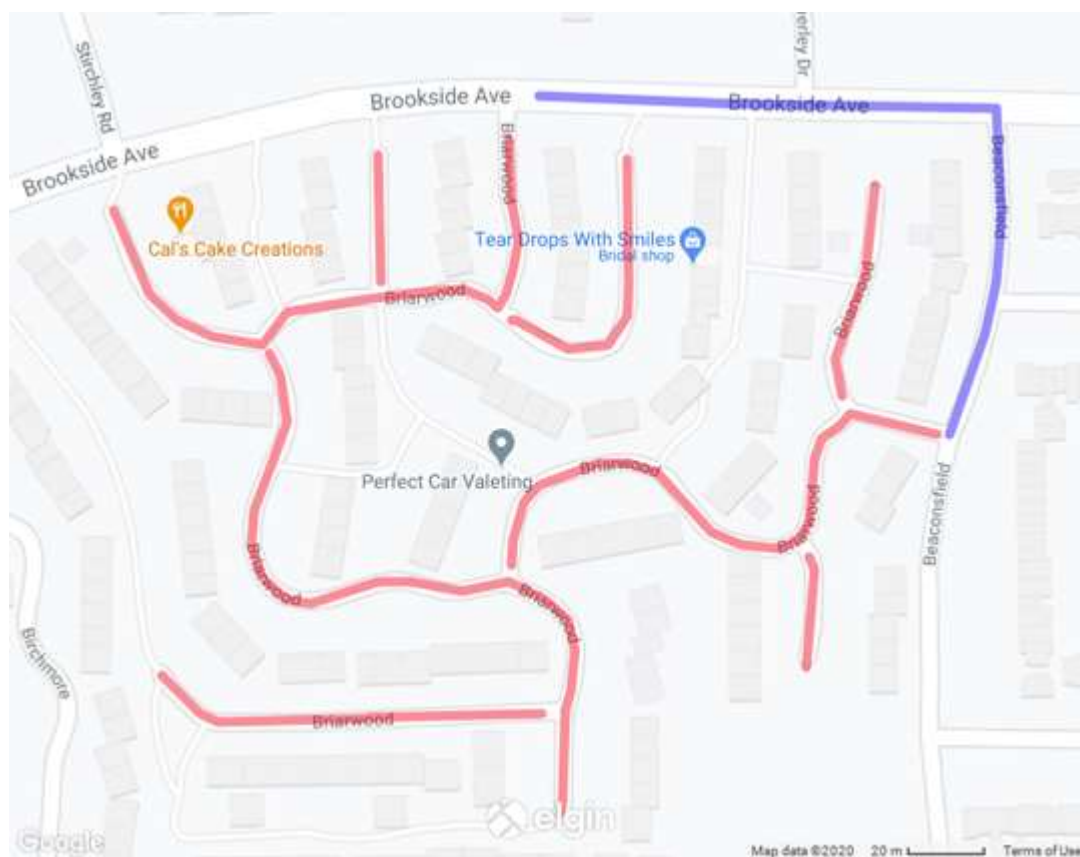 Stirchley Rd
erley Dr
Brookside Ave
Brookside Ave
Brookside Ave
Briarwood
Beaconsfield
Cal's Cake Creations
Tear Drops With Smiles
Bridal shop
Briarwood
Briarwood
Perfect Car Valeting
Briarwood
Briarwood
Beaconsfield
Briarwood
Briarwood
Birchmore
Briarwood
elgin
Google
Map data ©2020
20 m
Terms of Use